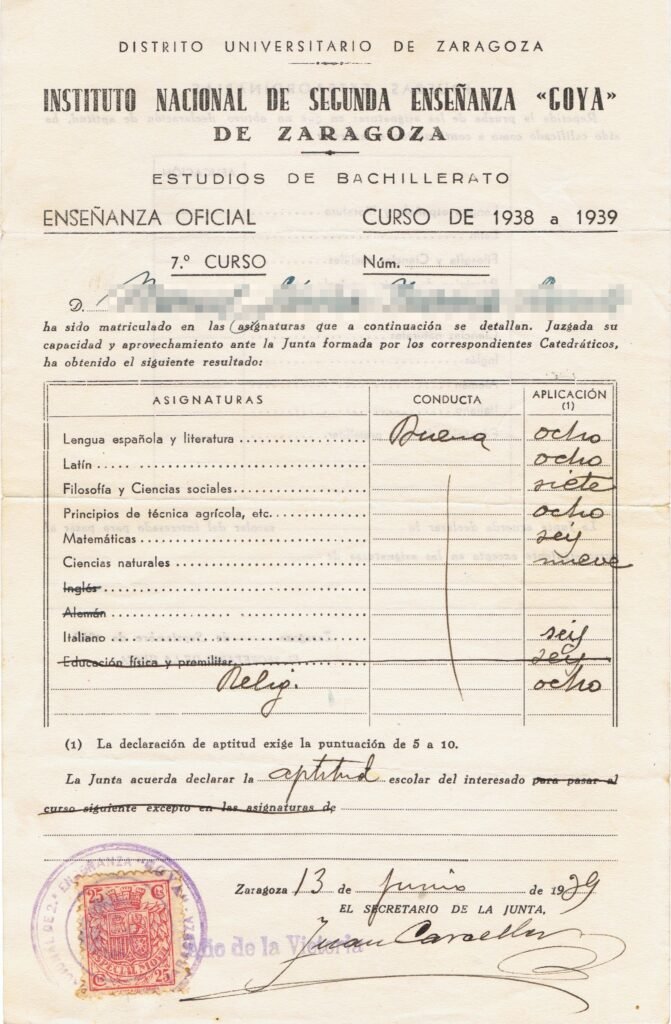 DISTRITO UNIVERSITARIO DE ZARAGOZA
INSTITUTO NACIONAL DE SEGUNDA ENSEÑANZA «GOYA»
DE ZARAGOZA
ESTUDIOS DE BACHILLERATO
ENSEÑANZA OFICIAL CURSO DE 1938 a 1939
7.º CURSO Núm.
D.
ha sido matriculado en las asignaturas que a continuación se detallan. Juzgada su
capacidad y aprovechamiento ante la Junta formada por los correspondientes Catedráticos,
ha obtenido el siguiente resultado:
ASIGNATURAS CONDUCTA APLICACIÓN
(1)
Lengua española y literatura Buena ocho
Latín ocho
Filosofía y Ciencias sociales siete
Principios de técnica agrícola, etc. ocho
Matemáticas seis
Ciencias naturales nueve
Inglés
Alemán
Italiano seis
Educación física y premilitar seis
Relig. ocho
(1) La declaración de aptitud exige la puntuación de 5 a 10.
La Junta acuerda declarar la aptitud escolar del interesado para pasar al
curso siguiente excepto en las asignaturas de
Zaragoza 13 de junio de 1939
EL SECRETARIO DE LA JUNTA,
de la Victoria
Juan Carceller
25 C
25